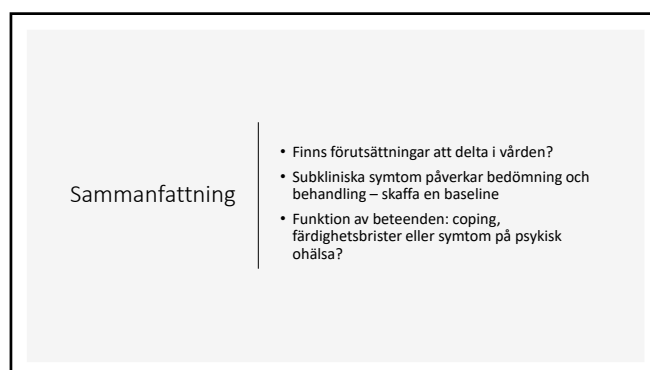 Sammanfattning
• Finns förutsättningar att delta i vården?
• Subkliniska symtom påverkar bedömning och
behandling – skaffa en baseline
• Funktion av beteenden: coping,
färdighetsbrister eller symtom på psykisk
ohälsa?